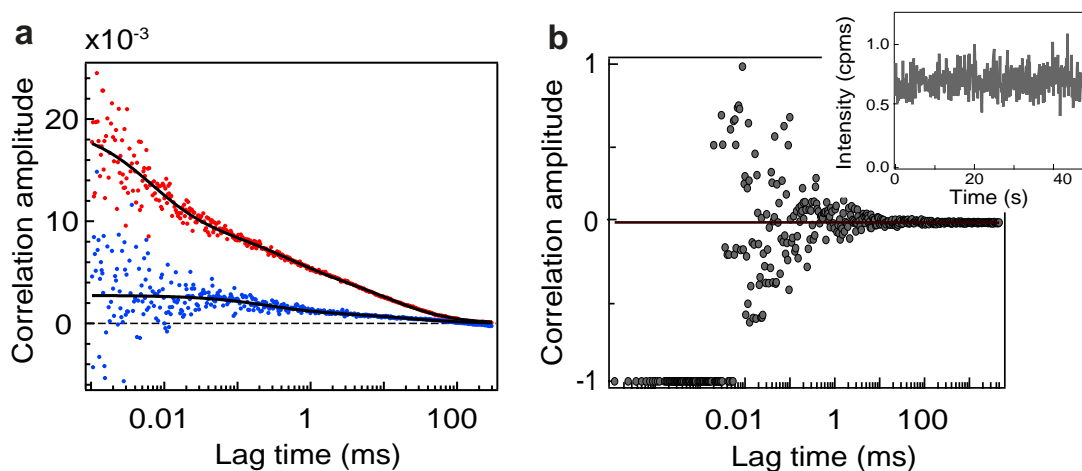 a
x10-3
Correlation amplitude
20
10
0
0.01
1
100
Lag time (ms)
b
Correlation amplitude
1
0
-1
0.01
1
100
Lag time (ms)
Intensity (cpms)
1.0
0.5
0.0
0
20
40
Time (s)